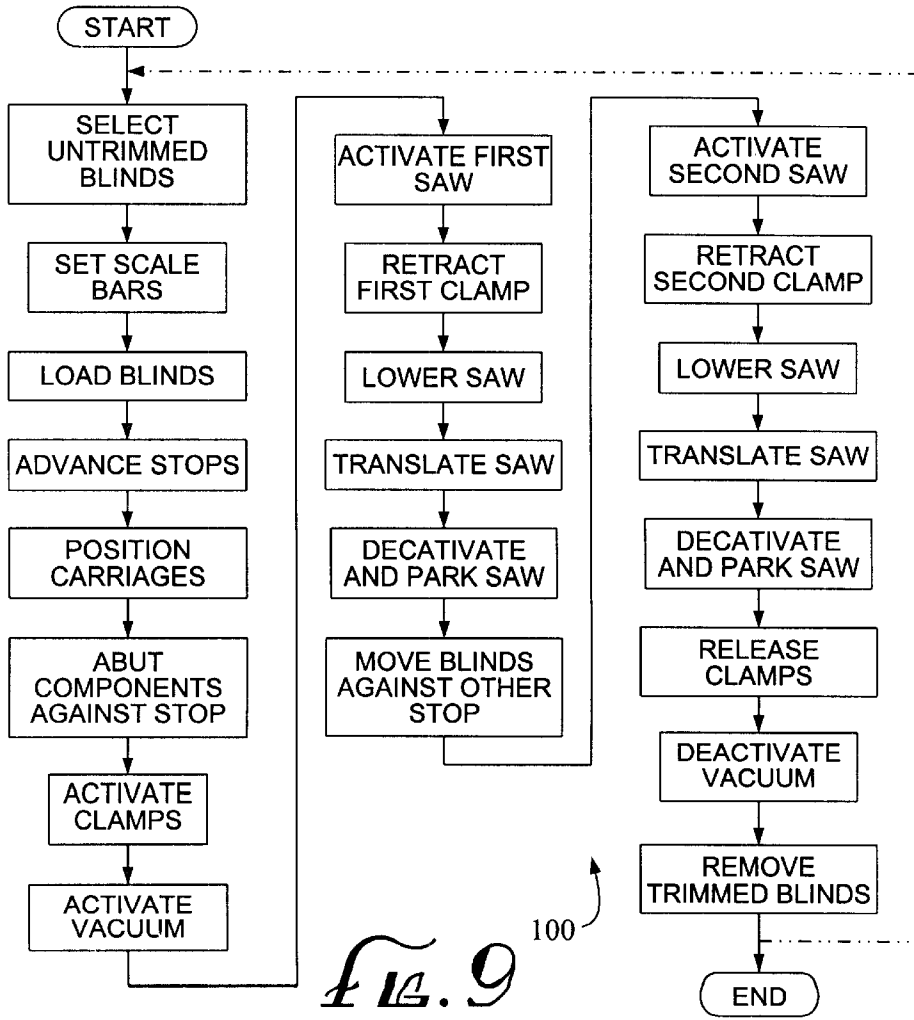 START
SELECT
UNTRIMMED
BLINDS
SET SCALE
BARS
LOAD BLINDS
ADVANCE STOPS
POSITION
CARRIAGES
ABUT
COMPONENTS
AGAINST STOP
ACTIVATE
CLAMPS
ACTIVATE
VACUUM
ACTIVATE FIRST
SAW
RETRACT
FIRST CLAMP
LOWER SAW
TRANSLATE SAW
DECATIVATE
AND PARK SAW
MOVE BLINDS
AGAINST OTHER
STOP
ACTIVATE
SECOND SAW
RETRACT
SECOND CLAMP
LOWER SAW
TRANSLATE SAW
DECATIVATE
AND PARK SAW
RELEASE
CLAMPS
DEACTIVATE
VACUUM
REMOVE
TRIMMED BLINDS
END
100
FIG. 9